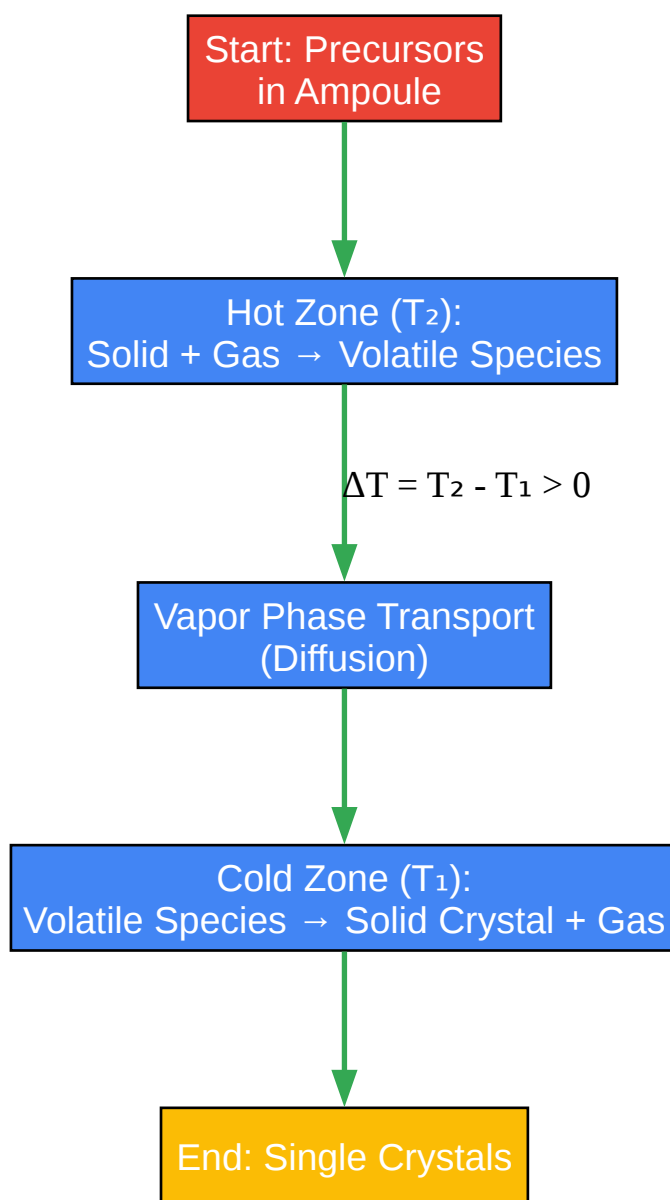 Start: Precursors
in Ampoule
Hot Zone (T₂):
Solid + Gas → Volatile Species
ΔT = T₂ - T₁ > 0
Vapor Phase Transport
(Diffusion)
Cold Zone (T₁):
Volatile Species → Solid Crystal + Gas
End: Single Crystals